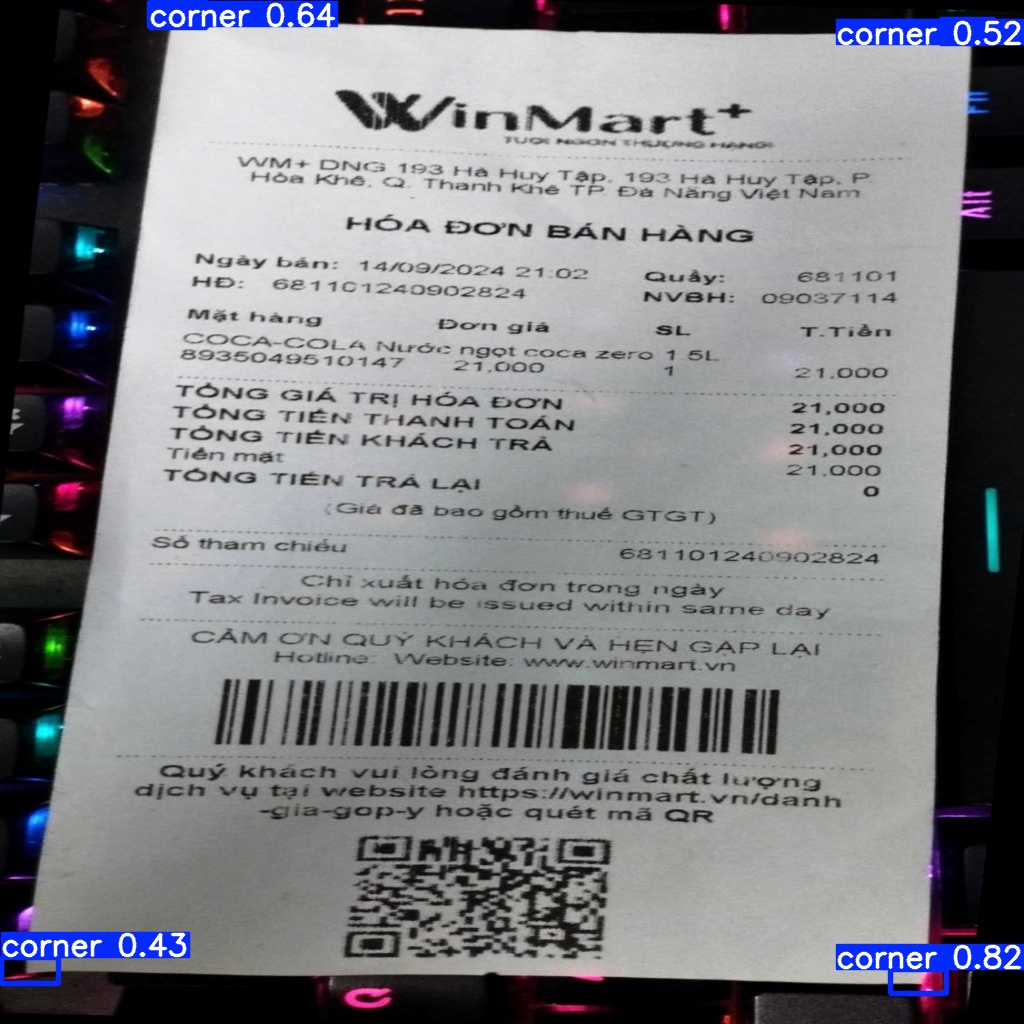 corner 0.64
corner 0.52
WinMart+
TƯƠI NGON THƯỢNG HẠNG!
WM+ DNG 193 Hà Huy Tập, 193 Hà Huy Tập, P.
Hòa Khê, Q. Thanh Khê TP. Đà Nẵng Việt Nam
HÓA ĐƠN BÁN HÀNG
Ngày bán: 14/09/2024 21:02 Quầy: 681101
HĐ: 681101240902824 NVBH: 09037114
Mặt hàng Đơn giá SL T.Tiền
COCA-COLA Nước ngọt coca zero 1.5L
8935049510147 21,000 1 21,000
TỔNG GIÁ TRỊ HÓA ĐƠN 21,000
TỔNG TIỀN THANH TOÁN 21,000
TỔNG TIỀN KHÁCH TRẢ 21,000
Tiền mặt 21,000
TỔNG TIỀN TRẢ LẠI 0
(Giá đã bao gồm thuế GTGT)
Số tham chiếu 681101240902824
Chỉ xuất hóa đơn trong ngày
Tax Invoice will be issued within same day
CẢM ƠN QUÝ KHÁCH VÀ HẸN GẶP LẠI
Hotline: Website: www.winmart.vn
Quý khách vui lòng đánh giá chất lượng
dịch vụ tại website https://winmart.vn/danh
-gia-gop-y hoặc quét mã QR
corner 0.43
corner 0.82
Alt